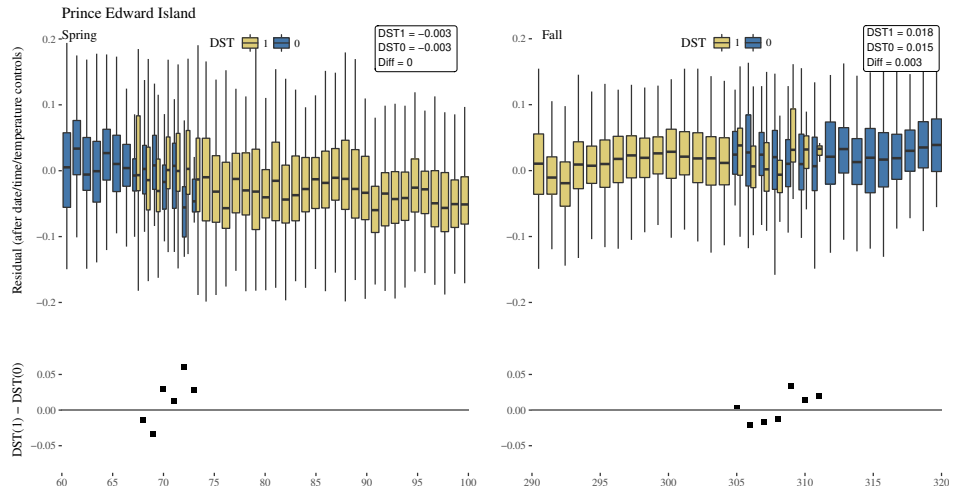 Prince Edward Island
Spring
DST 1 0
DST1 = −0.003
DST0 = −0.003
Diff = 0
Fall
DST 1 0
DST1 = 0.018
DST0 = 0.015
Diff = 0.003
Residual (after date/time/temperature controls)
0.2
0.1
0.0
−0.1
−0.2
0.2
0.1
0.0
−0.1
−0.2
DST(1) − DST(0)
0.05
0.00
−0.05
0.05
0.00
−0.05
60 65 70 75 80 85 90 95 100
290 295 300 305 310 315 320